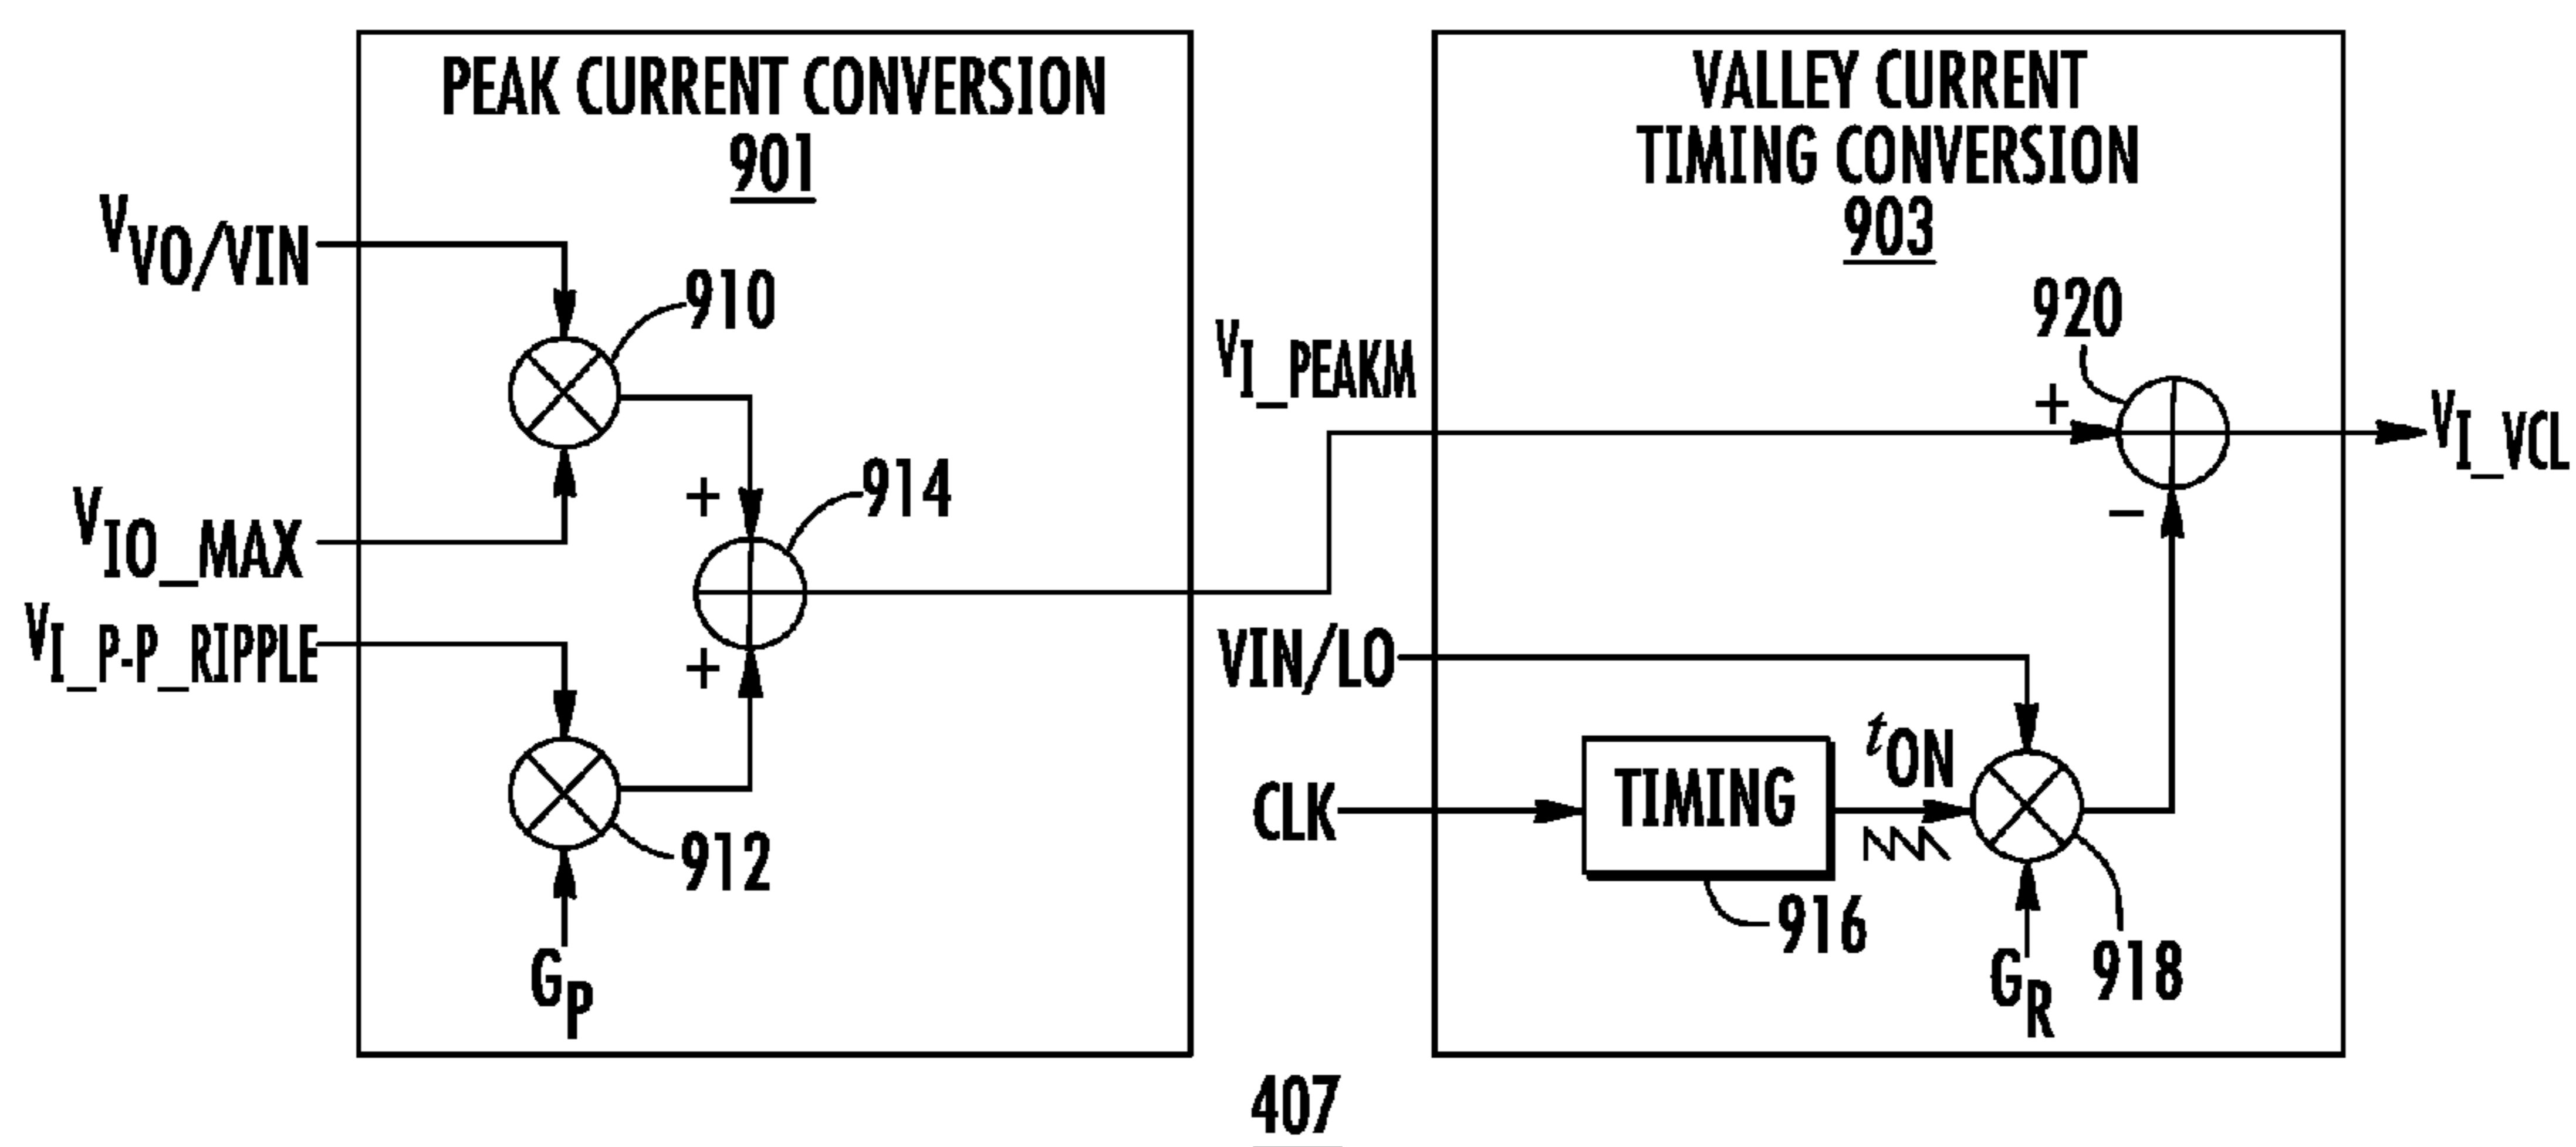 PEAK CURRENT CONVERSION
901
VALLEY CURRENT
TIMING CONVERSION
903
VVO/VIN
910
VIO_MAX
914
VI_P-P_RIPPLE
912
GP
VI_PEAKM
920
+
+
+
−
VI_VCL
VIN/LO
CLK
TIMING
tON
916
918
GR
407